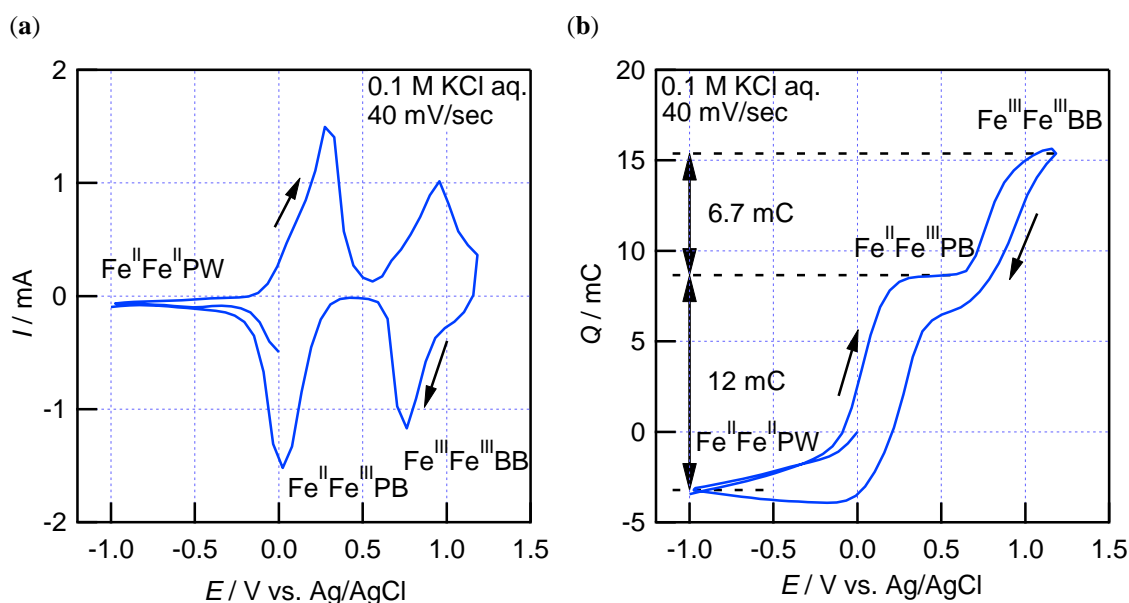 (a)
2
1
0
-1
-2
I / mA
0.1 M KCl aq.
40 mV/sec
Fe^II Fe^II PW
Fe^II Fe^III PB
Fe^III Fe^III BB
-1.0 -0.5 0.0 0.5 1.0 1.5
E / V vs. Ag/AgCl
(b)
20
15
10
5
0
-5
Q / mC
0.1 M KCl aq.
40 mV/sec
Fe^III Fe^III BB
6.7 mC
Fe^II Fe^III PB
12 mC
Fe^II Fe^II PW
-1.0 -0.5 0.0 0.5 1.0 1.5
E / V vs. Ag/AgCl